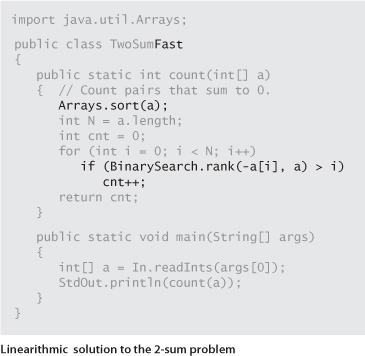 import java.util.Arrays;
public class TwoSumFast
{
   public static int count(int[] a)
   {  // Count pairs that sum to 0.
      Arrays.sort(a);
      int N = a.length;
      int cnt = 0;
      for (int i = 0; i < N; i++)
         if (BinarySearch.rank(-a[i], a) > i)
            cnt++;
      return cnt;
   }
   public static void main(String[] args)
   {
      int[] a = In.readInts(args[0]);
      StdOut.println(count(a));
   }
}
Linearithmic solution to the 2-sum problem